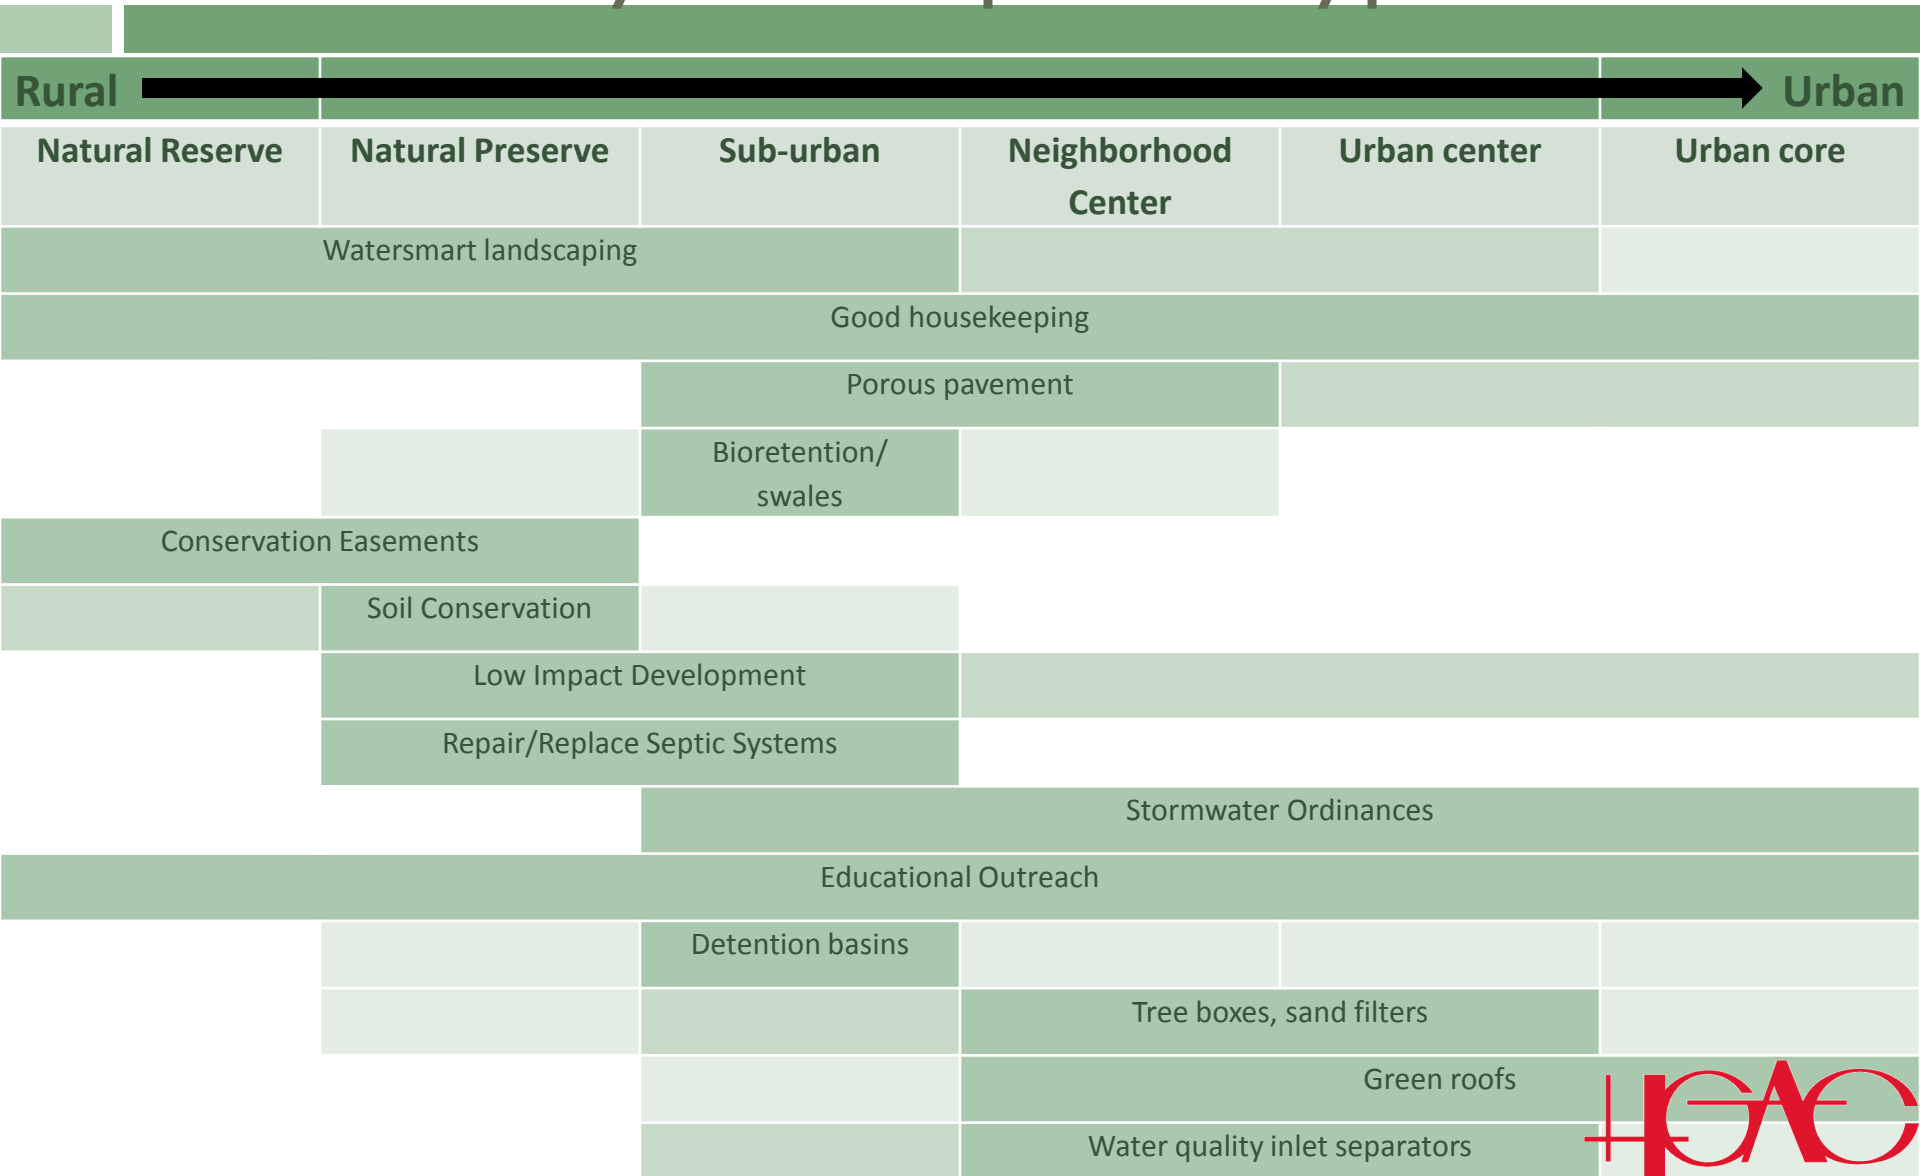 Rural Urban
Natural Reserve Natural Preserve Sub-urban Neighborhood Urban center Urban core
Center
Watersmart landscaping
Good housekeeping
Porous pavement
Bioretention/
swales
Conservation Easements
Soil Conservation
Low Impact Development
Repair/Replace Septic Systems
Stormwater Ordinances
Educational Outreach
Detention basins
Tree boxes, sand filters
Green roofs
Water quality inlet separators